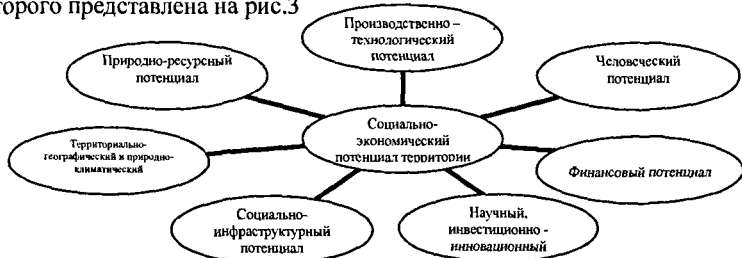 торого представлена на рис.3
Производственно –
технологический
потенциал
Природно-ресурсный
потенциал
Человеческий
потенциал
Социально-
экономический
потенциал территории
Территориально-
географический и природно-
климатический
Финансовый потенциал
Социально-
инфраструктурный
потенциал
Научный,
инвестиционно -
инновационный